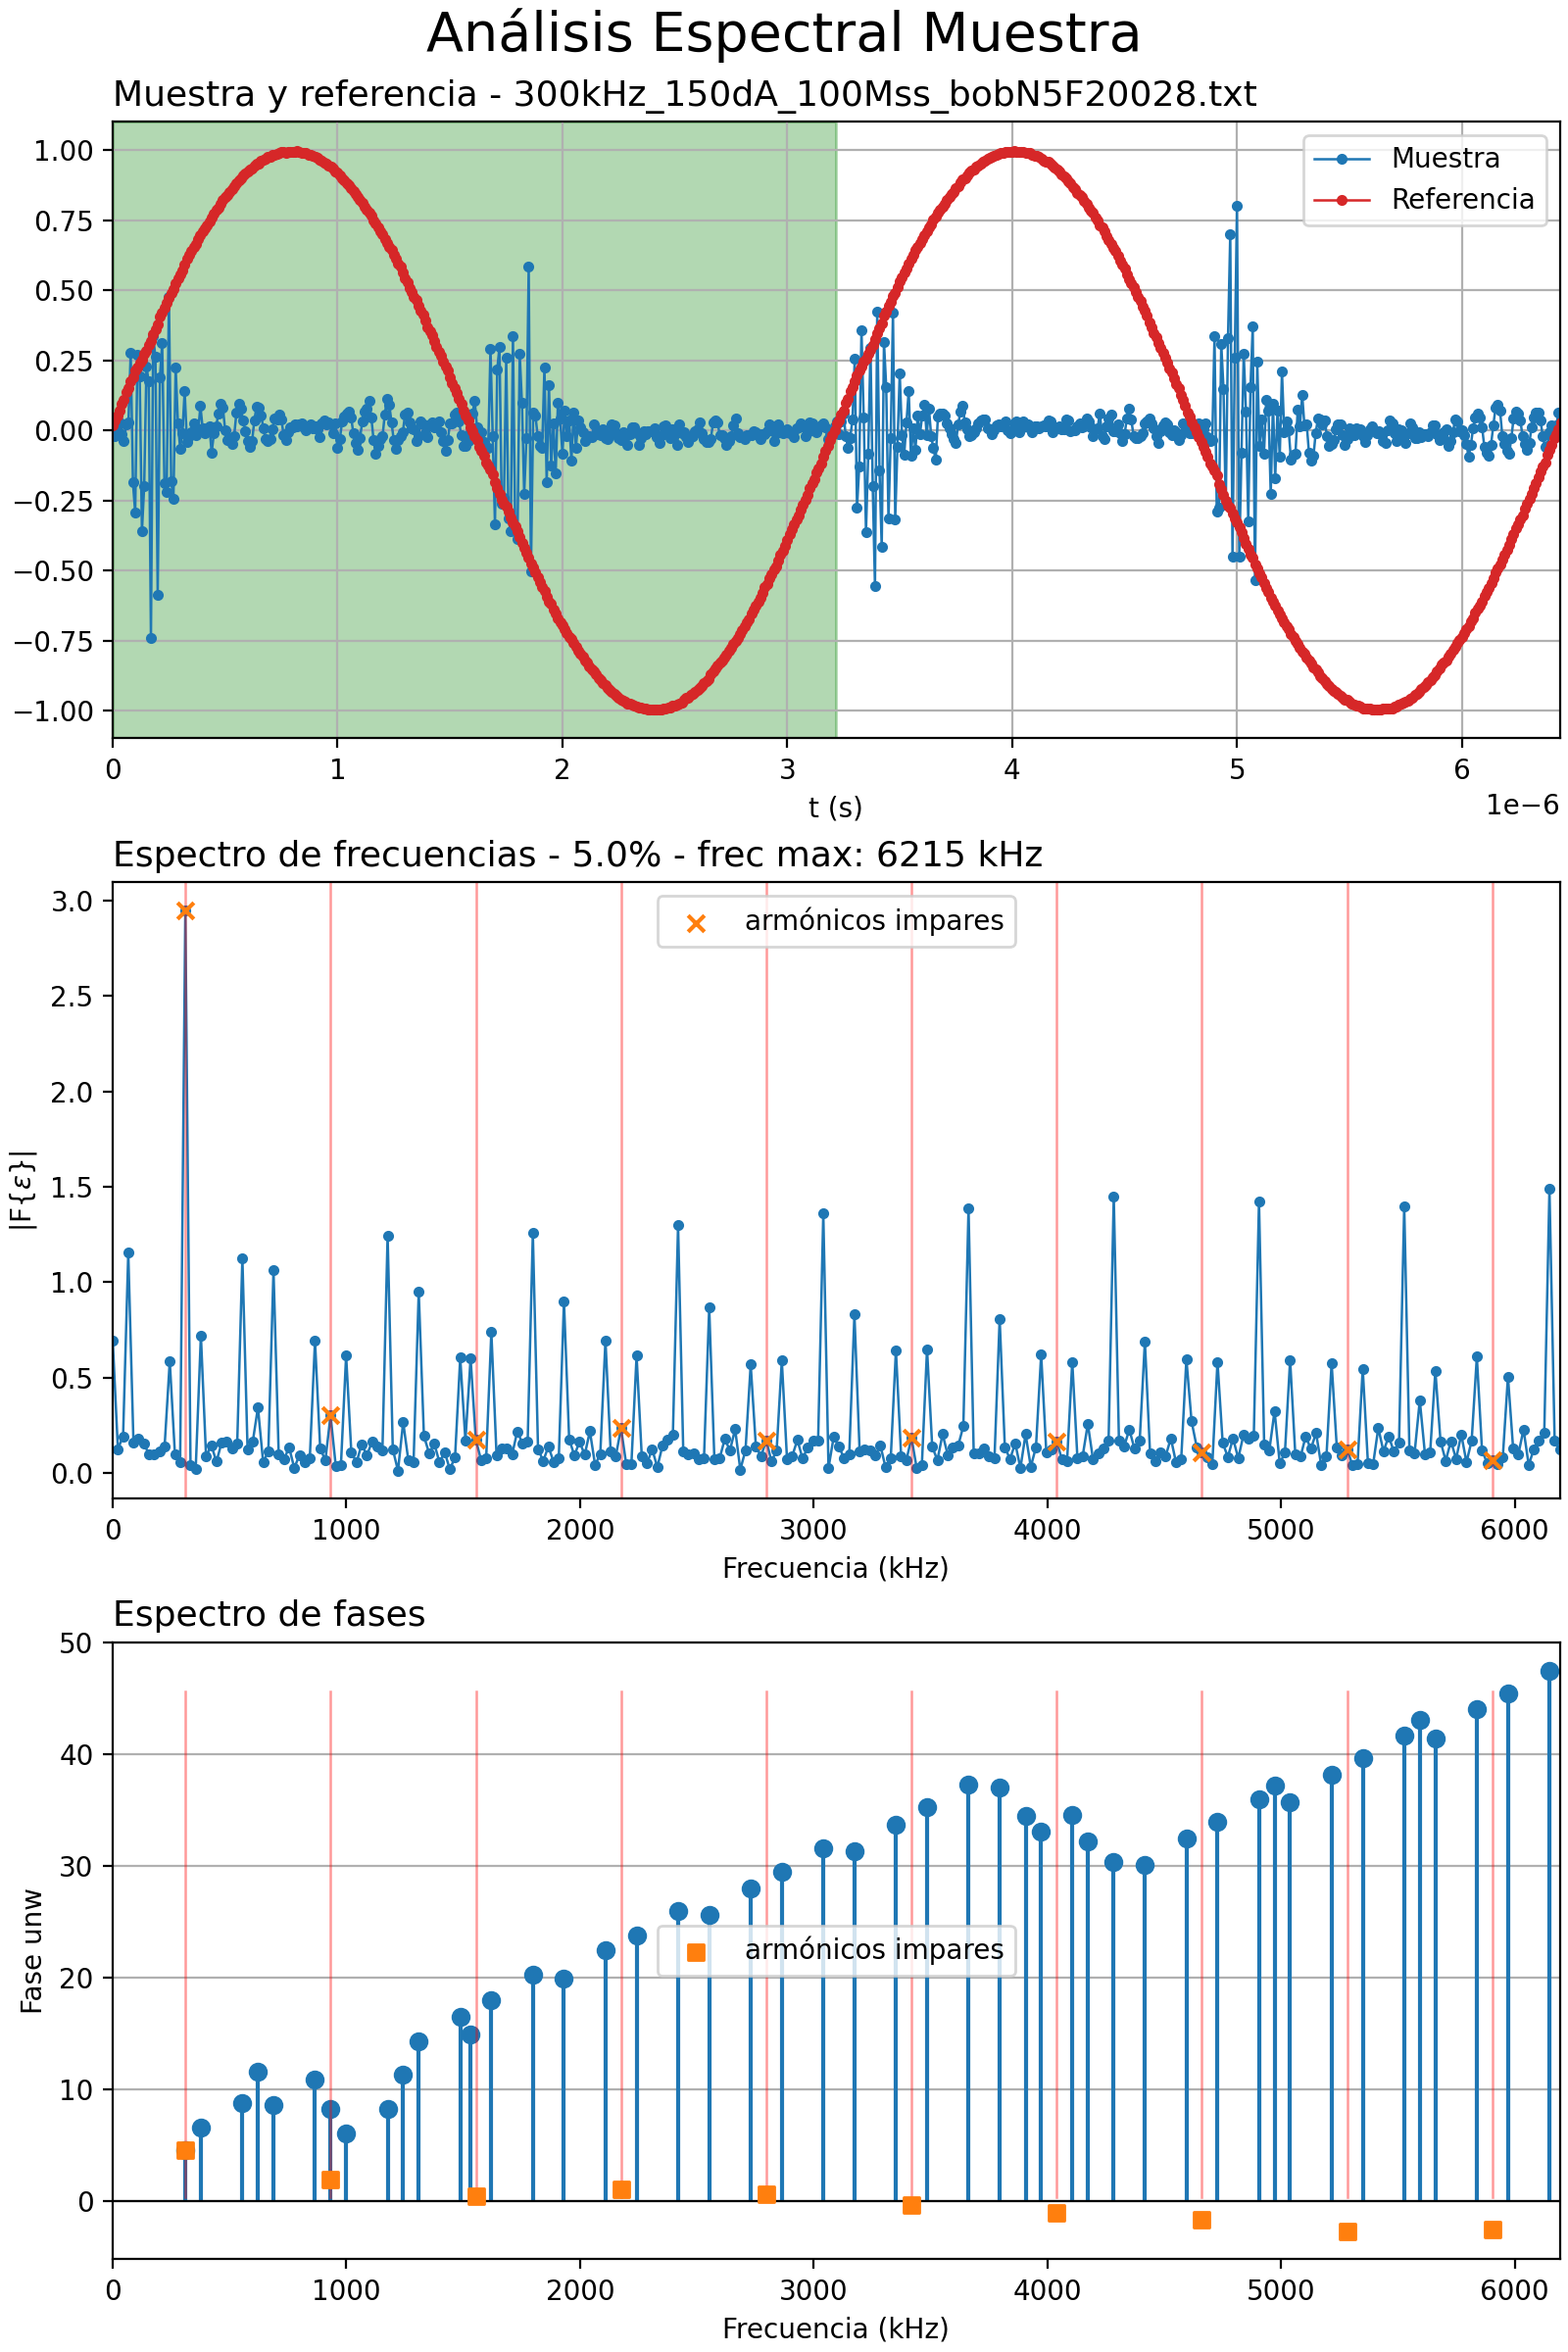 Análisis Espectral Muestra
Muestra y referencia - 300kHz_150dA_100Mss_bobN5F20028.txt
1.00
0.75
0.50
0.25
0.00
−0.25
−0.50
−0.75
−1.00
Muestra
Referencia
0 1 2 3 4 5 6
1e−6
t (s)
Espectro de frecuencias - 5.0% - frec max: 6215 kHz
armónicos impares
3.0
2.5
2.0
1.5
1.0
0.5
0.0
|F{ε}|
0 1000 2000 3000 4000 5000 6000
Frecuencia (kHz)
Espectro de fases
50
40
30
20
10
0
Fase unw
armónicos impares
0 1000 2000 3000 4000 5000 6000
Frecuencia (kHz)